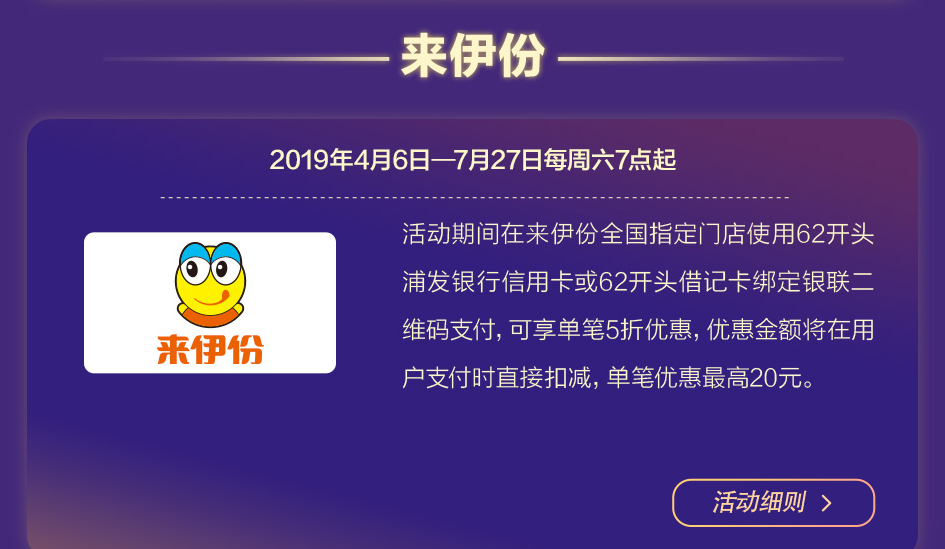 来伊份
2019年4月6日—7月27日每周六7点起
活动期间在来伊份全国指定门店使用62开头
浦发银行信用卡或62开头借记卡绑定银联二
维码支付, 可享单笔5折优惠, 优惠金额将在用
户支付时直接扣减, 单笔优惠最高20元。
来伊份
活动细则 >